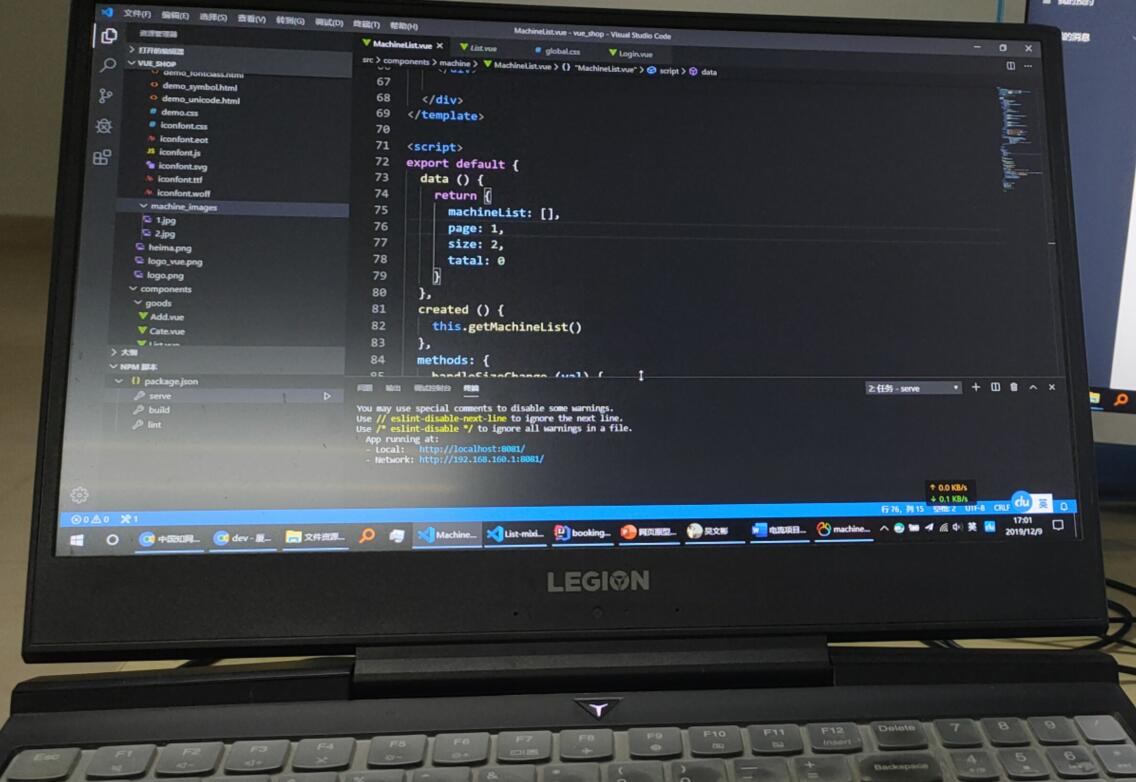 文件(F) 编辑(E) 选择(S) 查看(V) 转到(G) 调试(D) 终端(T) 帮助(H)
MachineList.vue - vue_shop - Visual Studio Code
资源管理器
打开的编辑器
VUE_SHOP
demo_fontclass.html
demo_symbol.html
demo_unicode.html
demo.css
iconfont.css
iconfont.eot
iconfont.js
iconfont.svg
iconfont.ttf
iconfont.woff
machine_images
1.jpg
2.jpg
heima.png
logo_vue.png
logo.png
components
goods
Add.vue
Cate.vue
List.vue
大纲
NPM 脚本
package.json
serve
build
lint
MachineList.vue List.vue global.css Login.vue
src > components > machine > MachineList.vue > {} "MachineList.vue" > script > data
67
68 </div>
69 </template>
70
71 <script>
72 export default {
73 data () {
74 return {
75 machineList: [],
76 page: 1,
77 size: 2,
78 tatal: 0
79 }
80 },
81 created () {
82 this.getMachineList()
83 },
84 methods: {
85 handleSizeChange (val) {
问题 输出 调试控制台 终端
2: 任务 - serve
You may use special comments to disable some warnings.
Use // eslint-disable-next-line to ignore the next line.
Use /* eslint-disable */ to ignore all warnings in a file.
App running at:
- Local: http://localhost:8081/
- Network: http://192.168.160.1:8081/
↑ 0.0 KB/s
↓ 0.1 KB/s
0 0 1
行 76, 列 15 空格: 2 UTF-8 CRLF
du 英
中国知网... dev - 厦... 文件资源... Machine... List-mixi... booking... 网页原型... 吴文彬 电流项目... machine...
英
17:01
2019/12/9
LEGION
Esc F1 F2 F3 F4 F5 F6 F7 F8 F9 F10 F11 F12 Insert Delete 7 8 9 /
Backspace 4 5 6